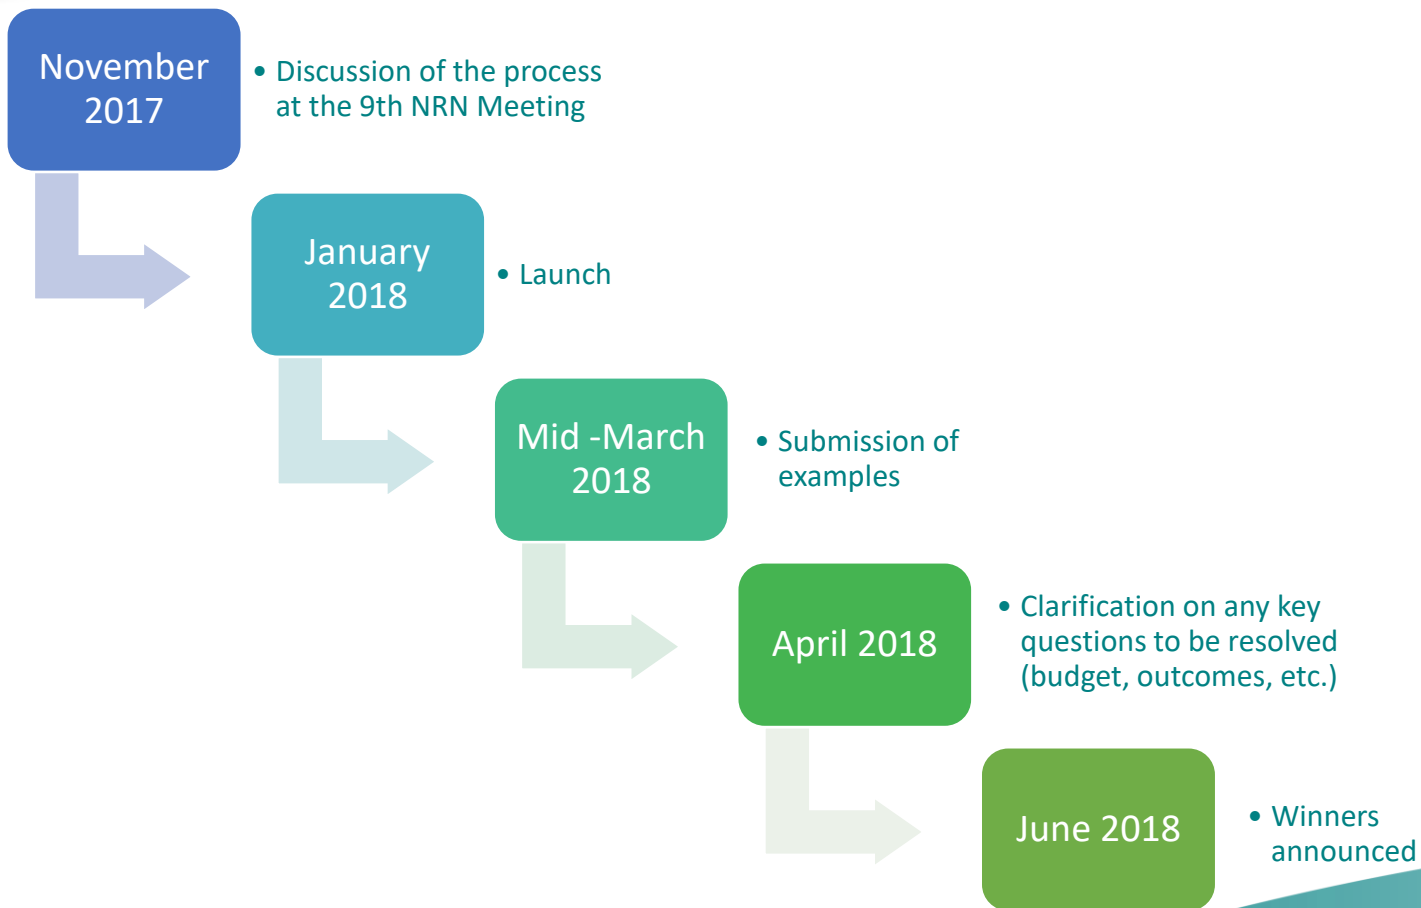 November
2017
• Discussion of the process
at the 9th NRN Meeting
January
2018
• Launch
Mid -March
2018
• Submission of
examples
April 2018
• Clarification on any key
questions to be resolved
(budget, outcomes, etc.)
June 2018
• Winners
announced